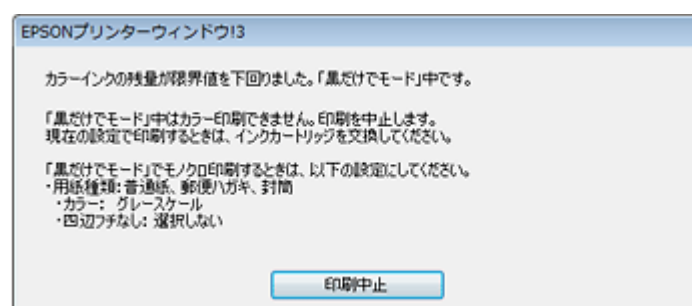 EPSONプリンターウィンドウ!3
カラーインクの残量が限界値を下回りました。「黒だけでモード」中です。
「黒だけでモード」中はカラー印刷できません。印刷を中止します。
現在の設定で印刷するときは、インクカートリッジを交換してください。
「黒だけでモード」でモノクロ印刷するときは、以下の設定にしてください。
・用紙種類：普通紙、郵便ハガキ、封筒
・カラー： グレースケール
・四辺フチなし： 選択しない
印刷中止